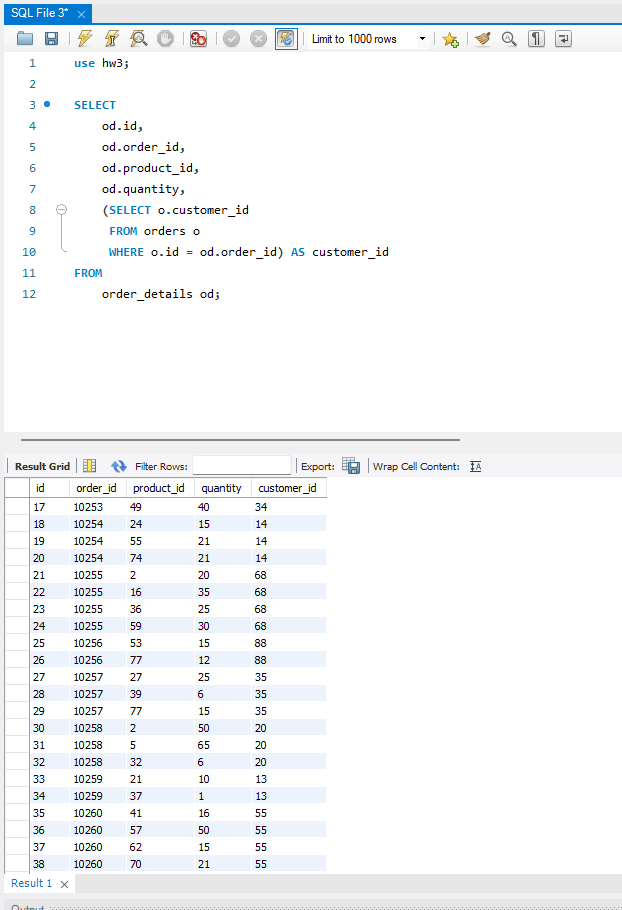 SQL File 3*
Limit to 1000 rows
1 use hw3;
2
3 SELECT
4 od.id,
5 od.order_id,
6 od.product_id,
7 od.quantity,
8 (SELECT o.customer_id
9 FROM orders o
10 WHERE o.id = od.order_id) AS customer_id
11 FROM
12 order_details od;
Result Grid Filter Rows: Export: Wrap Cell Content:
id order_id product_id quantity customer_id
17 10253 49 40 34
18 10254 24 15 14
19 10254 55 21 14
20 10254 74 21 14
21 10255 2 20 68
22 10255 16 35 68
23 10255 36 25 68
24 10255 59 30 68
25 10256 53 15 88
26 10256 77 12 88
27 10257 27 25 35
28 10257 39 6 35
29 10257 77 15 35
30 10258 2 50 20
31 10258 5 65 20
32 10258 32 6 20
33 10259 21 10 13
34 10259 37 1 13
35 10260 41 16 55
36 10260 57 50 55
37 10260 62 15 55
38 10260 70 21 55
Result 1
Output